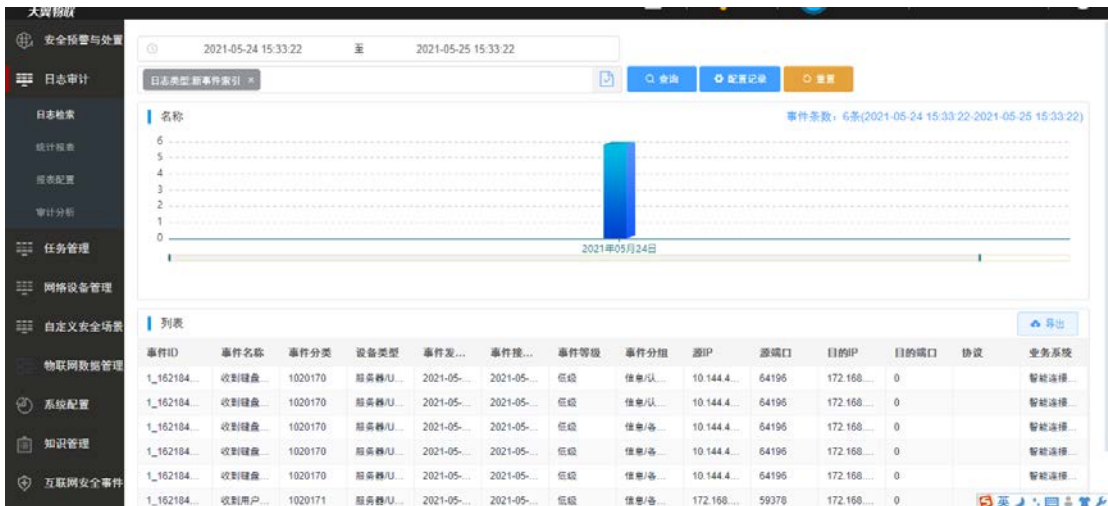 天翼物联
安全预警与处置
日志审计
日志检索
统计报表
报表配置
审计分析
任务管理
网络设备管理
自定义安全场景
物联网数据管理
系统配置
知识管理
互联网安全事件
2021-05-24 15:33:22 至 2021-05-25 15:33:22
日志类型:新事件索引 ×
查询 配置记录 重置
名称
事件条数：6条(2021-05-24 15:33:22-2021-05-25 15:33:22)
6
5
4
3
2
1
0
2021年05月24日
列表
导出
事件ID 事件名称 事件分类 设备类型 事件发... 事件接... 事件等级 事件分组 源IP 源端口 目的IP 目的端口 协议 业务系统
1_162184... 收到键盘... 1020170 服务器/U... 2021-05-... 2021-05-... 低级 信息/认... 10.144.4... 64196 172.168.... 0 智能连接...
1_162184... 收到键盘... 1020170 服务器/U... 2021-05-... 2021-05-... 低级 信息/认... 10.144.4... 64196 172.168.... 0 智能连接...
1_162184... 收到键盘... 1020170 服务器/U... 2021-05-... 2021-05-... 低级 信息/各... 10.144.4... 64196 172.168.... 0 智能连接...
1_162184... 收到键盘... 1020170 服务器/U... 2021-05-... 2021-05-... 低级 信息/各... 10.144.4... 64196 172.168.... 0 智能连接...
1_162184... 收到键盘... 1020170 服务器/U... 2021-05-... 2021-05-... 低级 信息/各... 10.144.4... 64196 172.168.... 0 智能连接...
1_162184... 收到用户... 1020171 服务器/U... 2021-05-... 2021-05-... 低级 信息/各... 172.168.... 59378 172.168.... 0
英